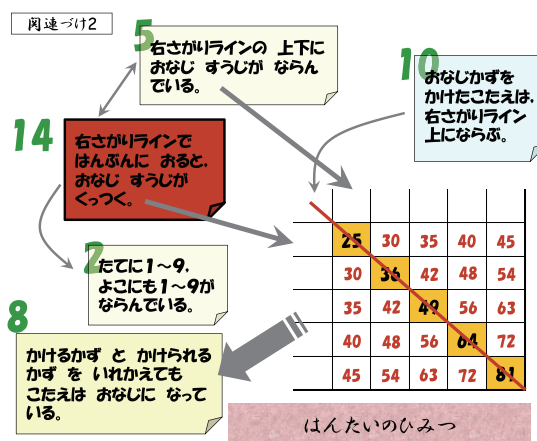 関連づけ2
5
右さがりラインの 上下に
おなじ すうじが ならん
でいる。
10
おなじかずを
かけたこたえは、
右さがりライン
上にならぶ。
14
右さがりラインで
はんぶんに おると、
おなじ すうじが
くっつく。
2
たてに1～9、
よこにも1～9が
ならんでいる。
8
かけるかず と かけられる
かず を いれかえても
こたえは おなじに なって
いる。
25 30 35 40 45
30 36 42 48 54
35 42 49 56 63
40 48 56 64 72
45 54 63 72 81
はんたいのひみつ